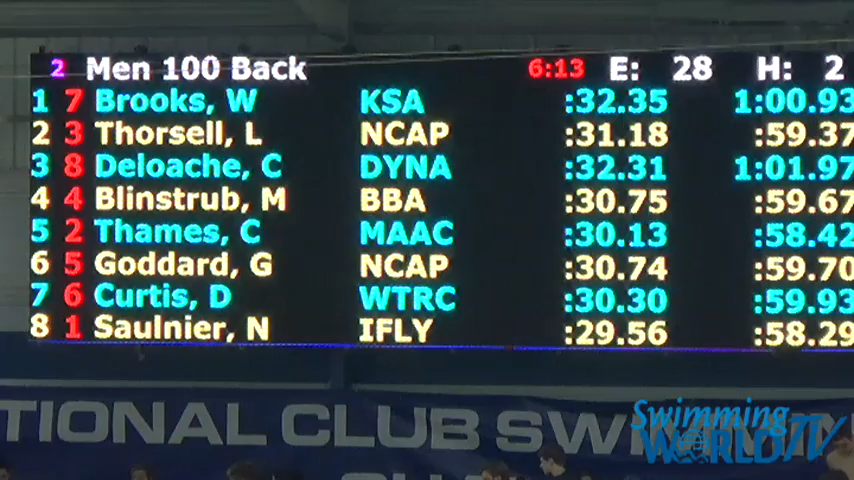 2 Men 100 Back 6:13 E: 28 H: 2
1 7 Brooks, W KSA :32.35 1:00.93
2 3 Thorsell, L NCAP :31.18 :59.37
3 8 Deloache, C DYNA :32.31 1:01.97
4 4 Blinstrub, M BBA :30.75 :59.67
5 2 Thames, C MAAC :30.13 :58.42
6 5 Goddard, G NCAP :30.74 :59.70
7 6 Curtis, D WTRC :30.30 :59.93
8 1 Saulnier, N IFLY :29.56 :58.29
TIONAL CLUB SWIM
Swimming
WORLD TV